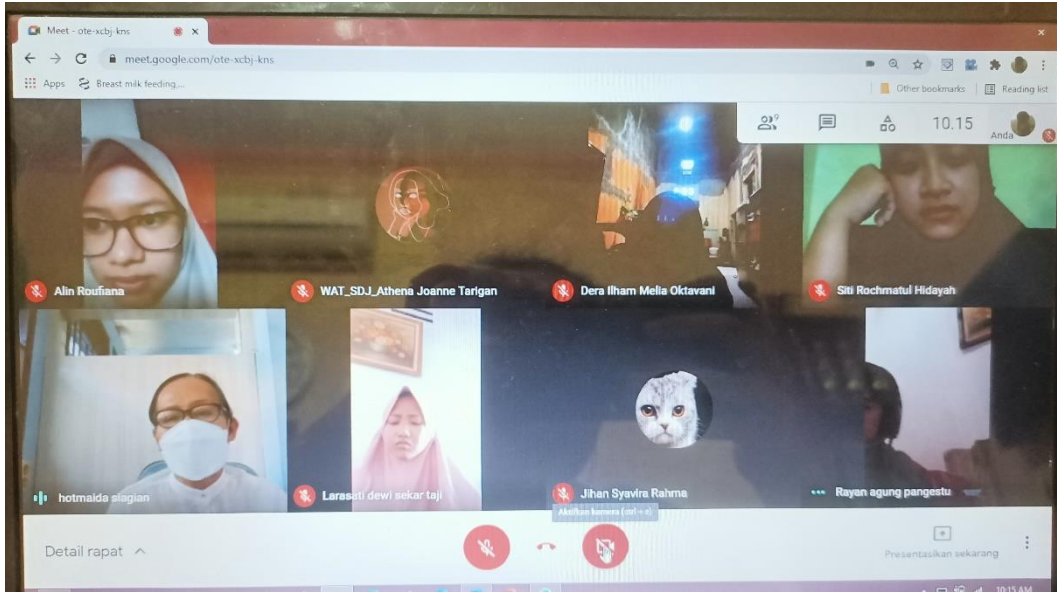 Meet - ote-xcbj-kns
meet.google.com/ote-xcbj-kns
Apps
Breast milk feeding,...
Other bookmarks
Reading list
9
10.15
Anda
Alin Roufiana
WAT_SDJ_Athena Joanne Tarigan
Dera Ilham Melia Oktavani
Siti Rochmatul Hidayah
hotmaida siagian
Larasati dewi sekar taji
Jihan Syavira Rahma
Rayan agung pangestu
Aktifkan kamera (ctrl + e)
Detail rapat
Presentasikan sekarang
10:15 AM